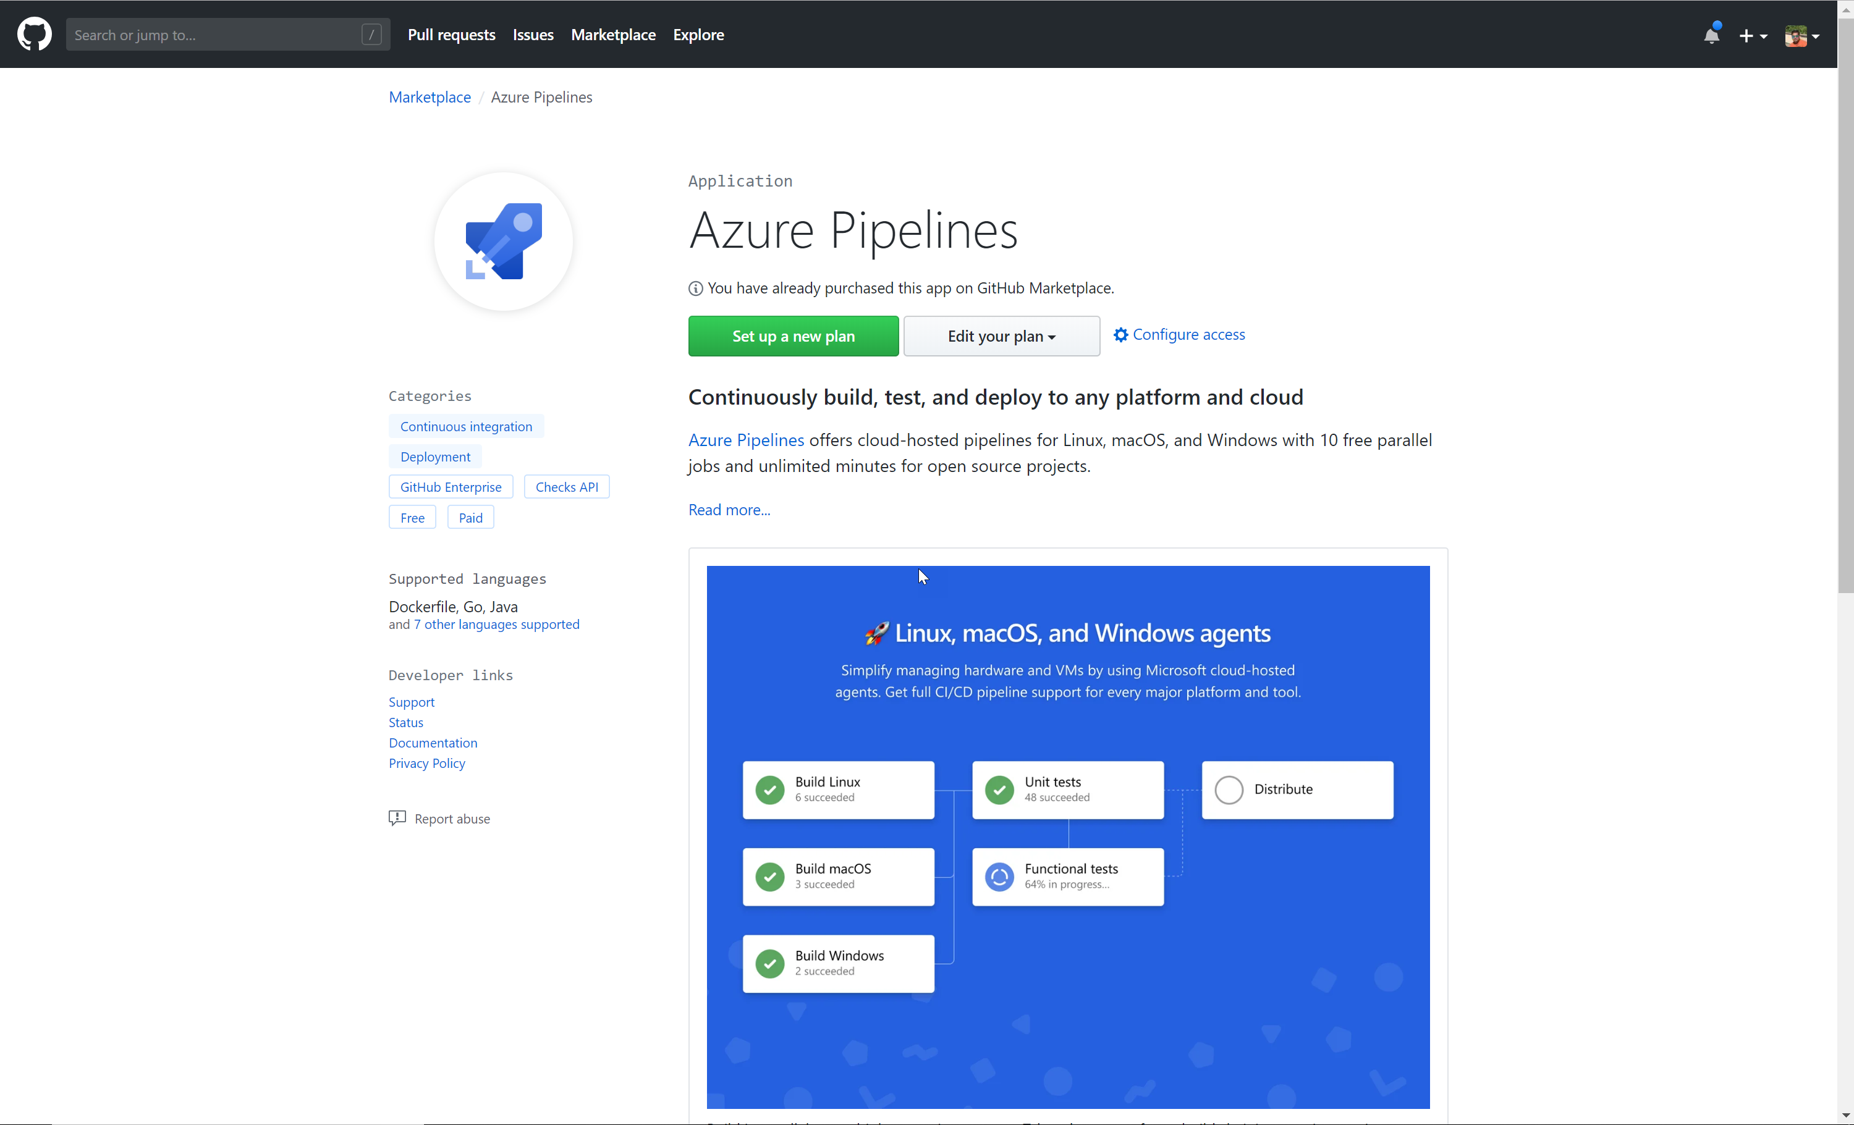 Search or jump to... /
Pull requests Issues Marketplace Explore
Marketplace / Azure Pipelines
Application
Azure Pipelines
You have already purchased this app on GitHub Marketplace.
Set up a new plan
Edit your plan
Configure access
Categories
Continuous integration
Deployment
GitHub Enterprise Checks API
Free Paid
Supported languages
Dockerfile, Go, Java
and 7 other languages supported
Developer links
Support
Status
Documentation
Privacy Policy
Report abuse
Continuously build, test, and deploy to any platform and cloud
Azure Pipelines offers cloud-hosted pipelines for Linux, macOS, and Windows with 10 free parallel
jobs and unlimited minutes for open source projects.
Read more...
🚀 Linux, macOS, and Windows agents
Simplify managing hardware and VMs by using Microsoft cloud-hosted
agents. Get full CI/CD pipeline support for every major platform and tool.
Build Linux
6 succeeded
Unit tests
48 succeeded
Distribute
Build macOS
3 succeeded
Functional tests
64% in progress...
Build Windows
2 succeeded